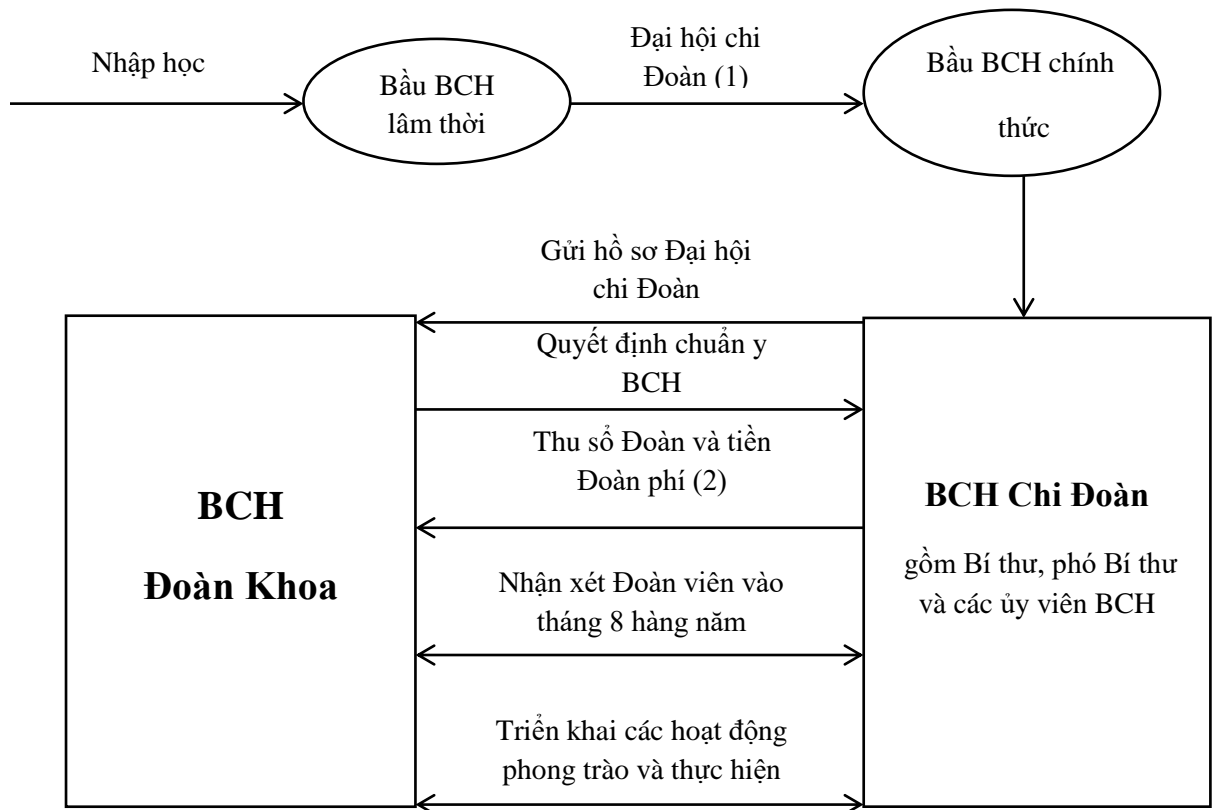 Nhập học
Bầu BCH
lâm thời
Đại hội chi
Đoàn (1)
Bầu BCH chính
thức
Gửi hồ sơ Đại hội
chi Đoàn
Quyết định chuẩn y
BCH
Thu sổ Đoàn và tiền
Đoàn phí (2)
Nhận xét Đoàn viên vào
tháng 8 hàng năm
Triển khai các hoạt động
phong trào và thực hiện
BCH
Đoàn Khoa
BCH Chi Đoàn
gồm Bí thư, phó Bí thư
và các ủy viên BCH